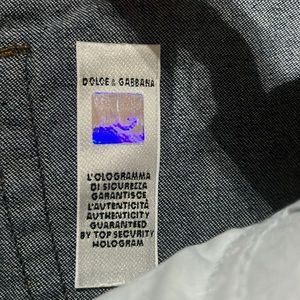 DOLCE & GABBANA
L'OLOGRAMMA
DI SICUREZZA
GARANTISCE
L'AUTENTICITÀ
AUTHENTICITY
GUARANTEED
BY TOP SECURITY
HOLOGRAM